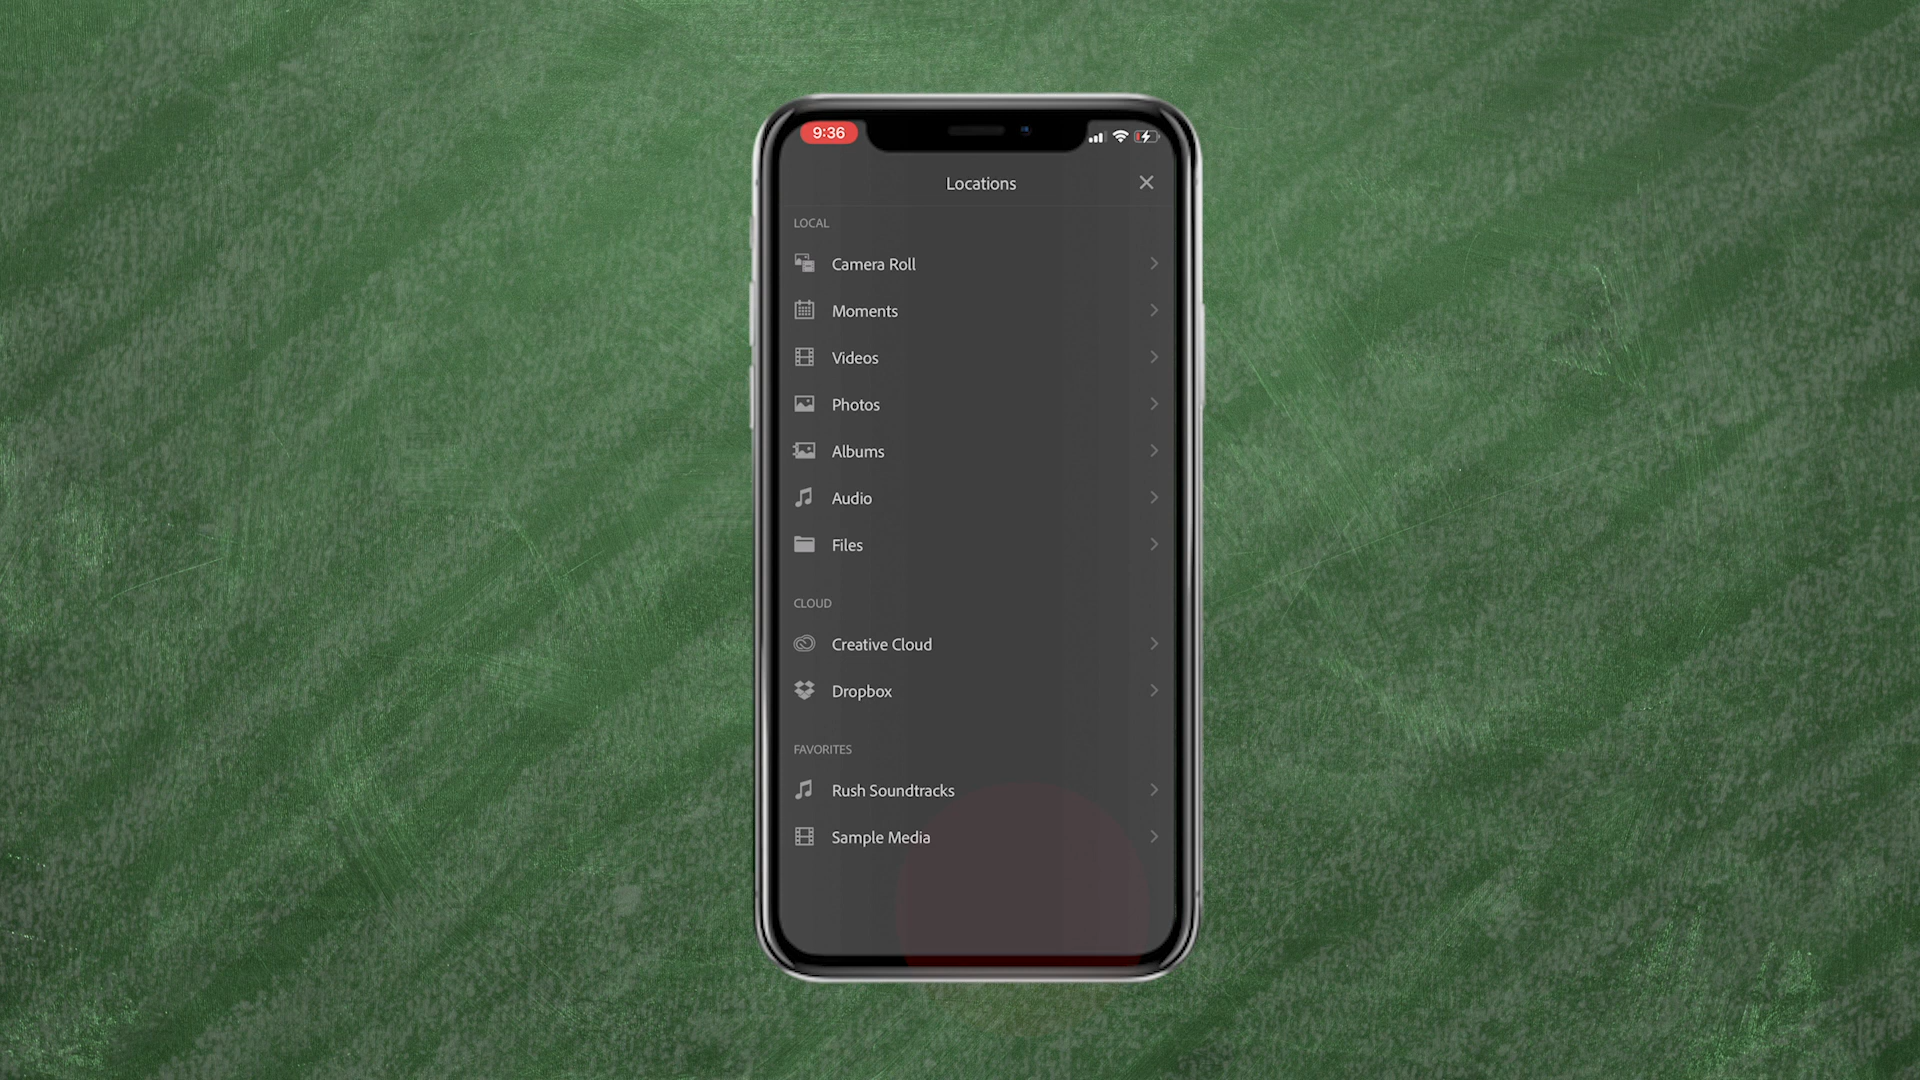 9:36
Locations
LOCAL
Camera Roll
Moments
Videos
Photos
Albums
Audio
Files
CLOUD
Creative Cloud
Dropbox
FAVORITES
Rush Soundtracks
Sample Media